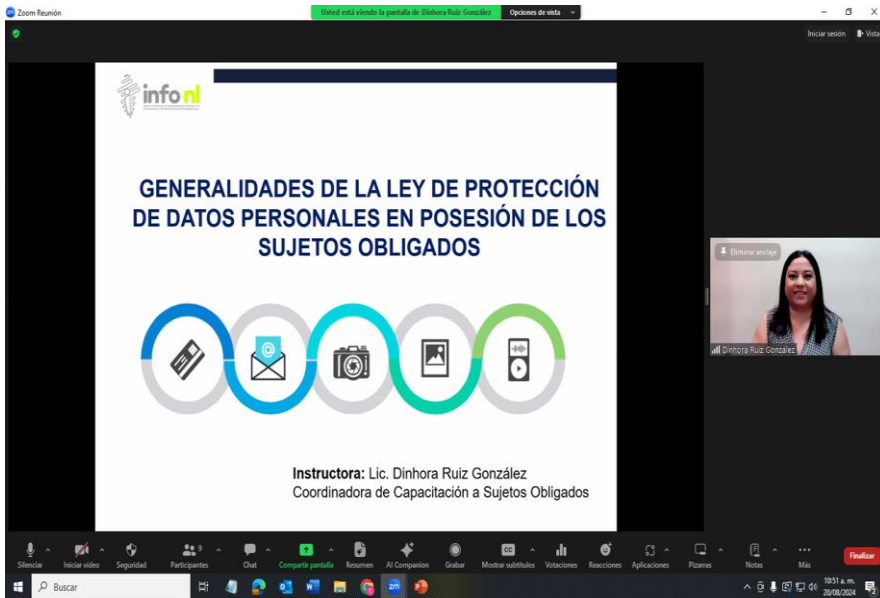 Zoom Reunión
Usted está viendo la pantalla de Dinhora Ruiz González
Opciones de vista
Iniciar sesión
Vista
info nl
GENERALIDADES DE LA LEY DE PROTECCIÓN
DE DATOS PERSONALES EN POSESIÓN DE LOS
SUJETOS OBLIGADOS
@
Instructora: Lic. Dinhora Ruiz González
Coordinadora de Capacitación a Sujetos Obligados
Eliminar anclaje
Dinhora Ruiz González
Silenciar
Iniciar video
Seguridad
9
Participantes
Chat
Compartir pantalla
Resumen
AI Companion
Grabar
CC
Mostrar subtítulos
Votaciones
Reacciones
Aplicaciones
Pizarras
Notas
Más
Finalizar
Buscar
zm
10:51 a. m.
20/08/2024
2